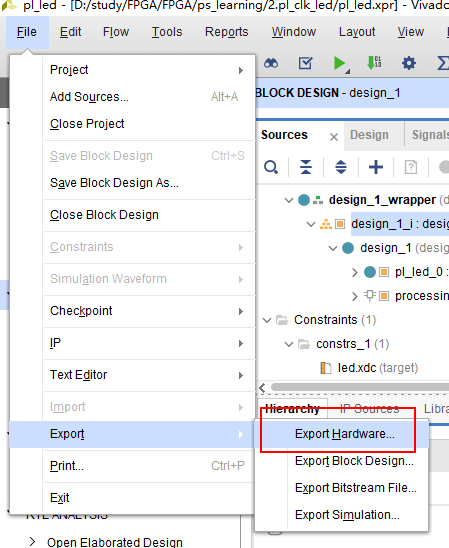 pl_led - [D:/study/FPGA/FPGA/ps_learning/2.pl_clk_led/pl_led.xpr] - Vivado
File Edit Flow Tools Reports Window Layout View
Project
Add Sources... Alt+A
Close Project
BLOCK DESIGN - design_1
Save Block Design Ctrl+S
Save Block Design As...
Close Block Design
Constraints
Simulation Waveform
Checkpoint
IP
Text Editor
Import
Export
Print... Ctrl+P
Exit
Sources Design Signals
design_1_wrapper
design_1_i : desig
design_1 (desig
pl_led_0 :
processing
Constraints (1)
constrs_1 (1)
led.xdc (target)
Hierarchy IP Sources Libra
Export Hardware...
Export Block Design...
Export Bitstream File...
Export Simulation...
RTL ANALYSIS
Open Elaborated Design